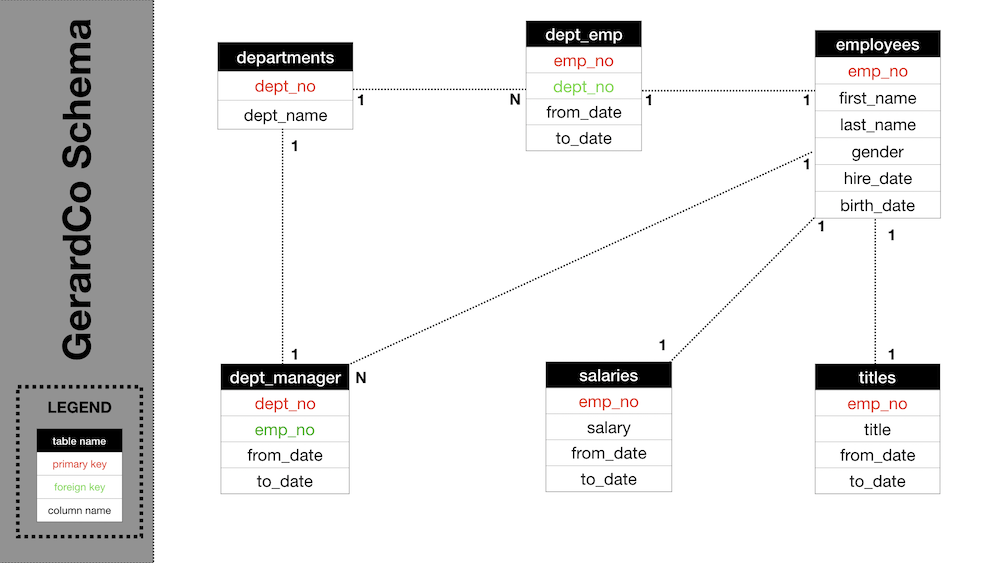 GerardCo Schema
LEGEND
table name
primary key
foreign key
column name
departments
dept_no
dept_name
1
N
1
1
dept_emp
emp_no
dept_no
from_date
to_date
1
1
employees
emp_no
first_name
last_name
gender
hire_date
birth_date
1
1
1
dept_manager
dept_no
emp_no
from_date
to_date
N
1
salaries
emp_no
salary
from_date
to_date
1
titles
emp_no
title
from_date
to_date